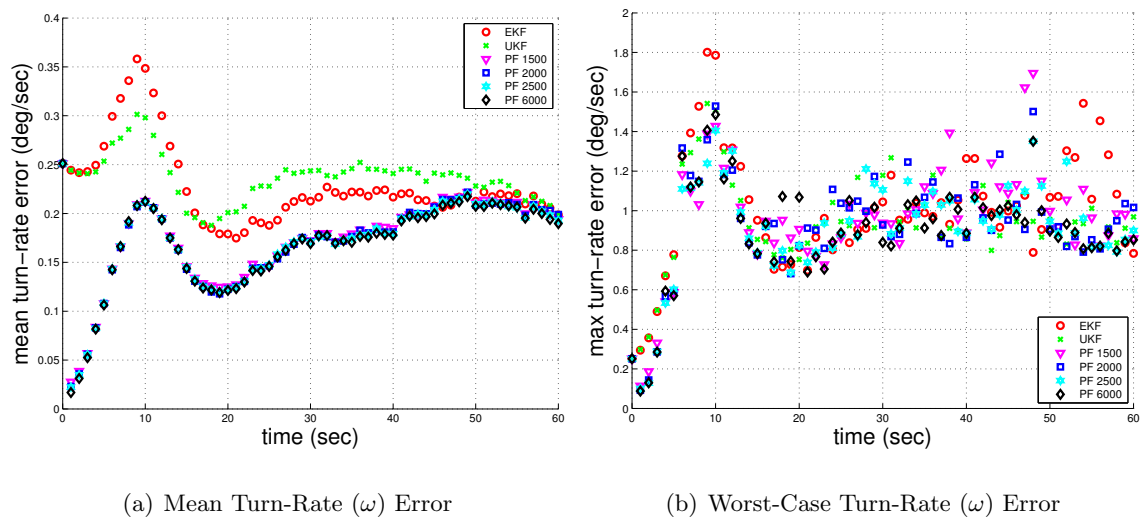 0.4
0.35
0.3
0.25
0.2
0.15
0.1
0.05
0
mean turn-rate error (deg/sec)
EKF
UKF
PF 1500
PF 2000
PF 2500
PF 6000
0 10 20 30 40 50 60
time (sec)
(a) Mean Turn-Rate (ω) Error
2
1.8
1.6
1.4
1.2
1
0.8
0.6
0.4
0.2
0
max turn-rate error (deg/sec)
EKF
UKF
PF 1500
PF 2000
PF 2500
PF 6000
0 10 20 30 40 50 60
time (sec)
(b) Worst-Case Turn-Rate (ω) Error